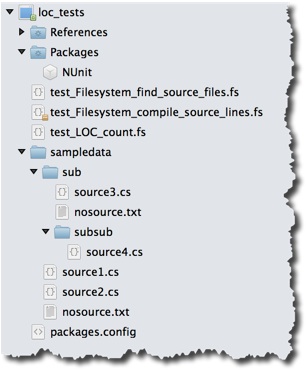 loc_tests
References
Packages
NUnit
test_Filesystem_find_source_files.fs
test_Filesystem_compile_source_lines.fs
test_LOC_count.fs
sampledata
sub
source3.cs
nosource.txt
subsub
source4.cs
source1.cs
source2.cs
nosource.txt
packages.config